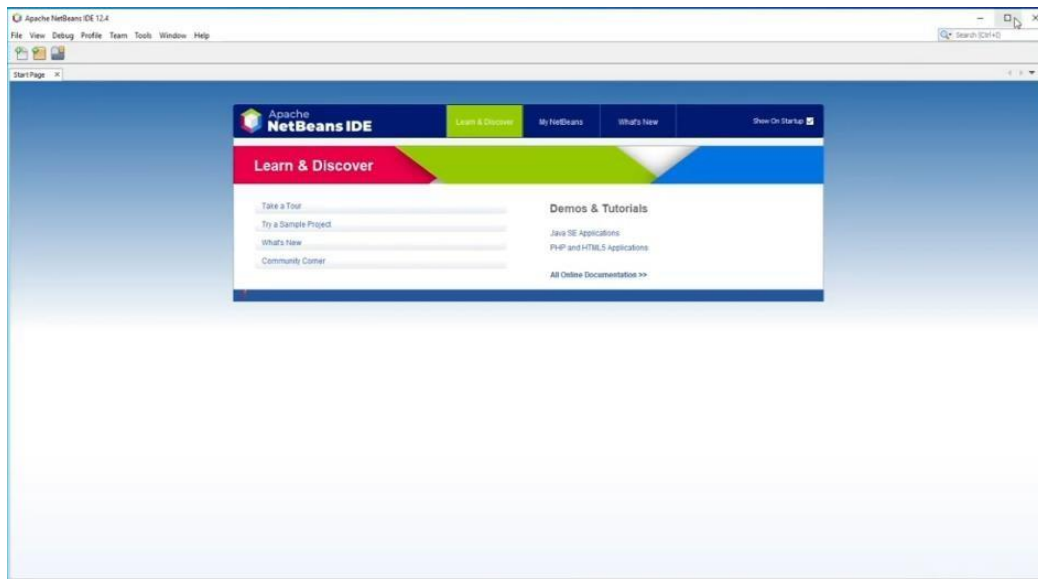 Apache NetBeans IDE 12.4
File View Debug Profile Team Tools Window Help
Search (Ctrl+I)
Start Page
Apache
NetBeans IDE
Learn & Discover
My NetBeans
What's New
Show On Startup
Learn & Discover
Take a Tour
Try a Sample Project
What's New
Community Corner
Demos & Tutorials
Java SE Applications
PHP and HTML5 Applications
All Online Documentation >>